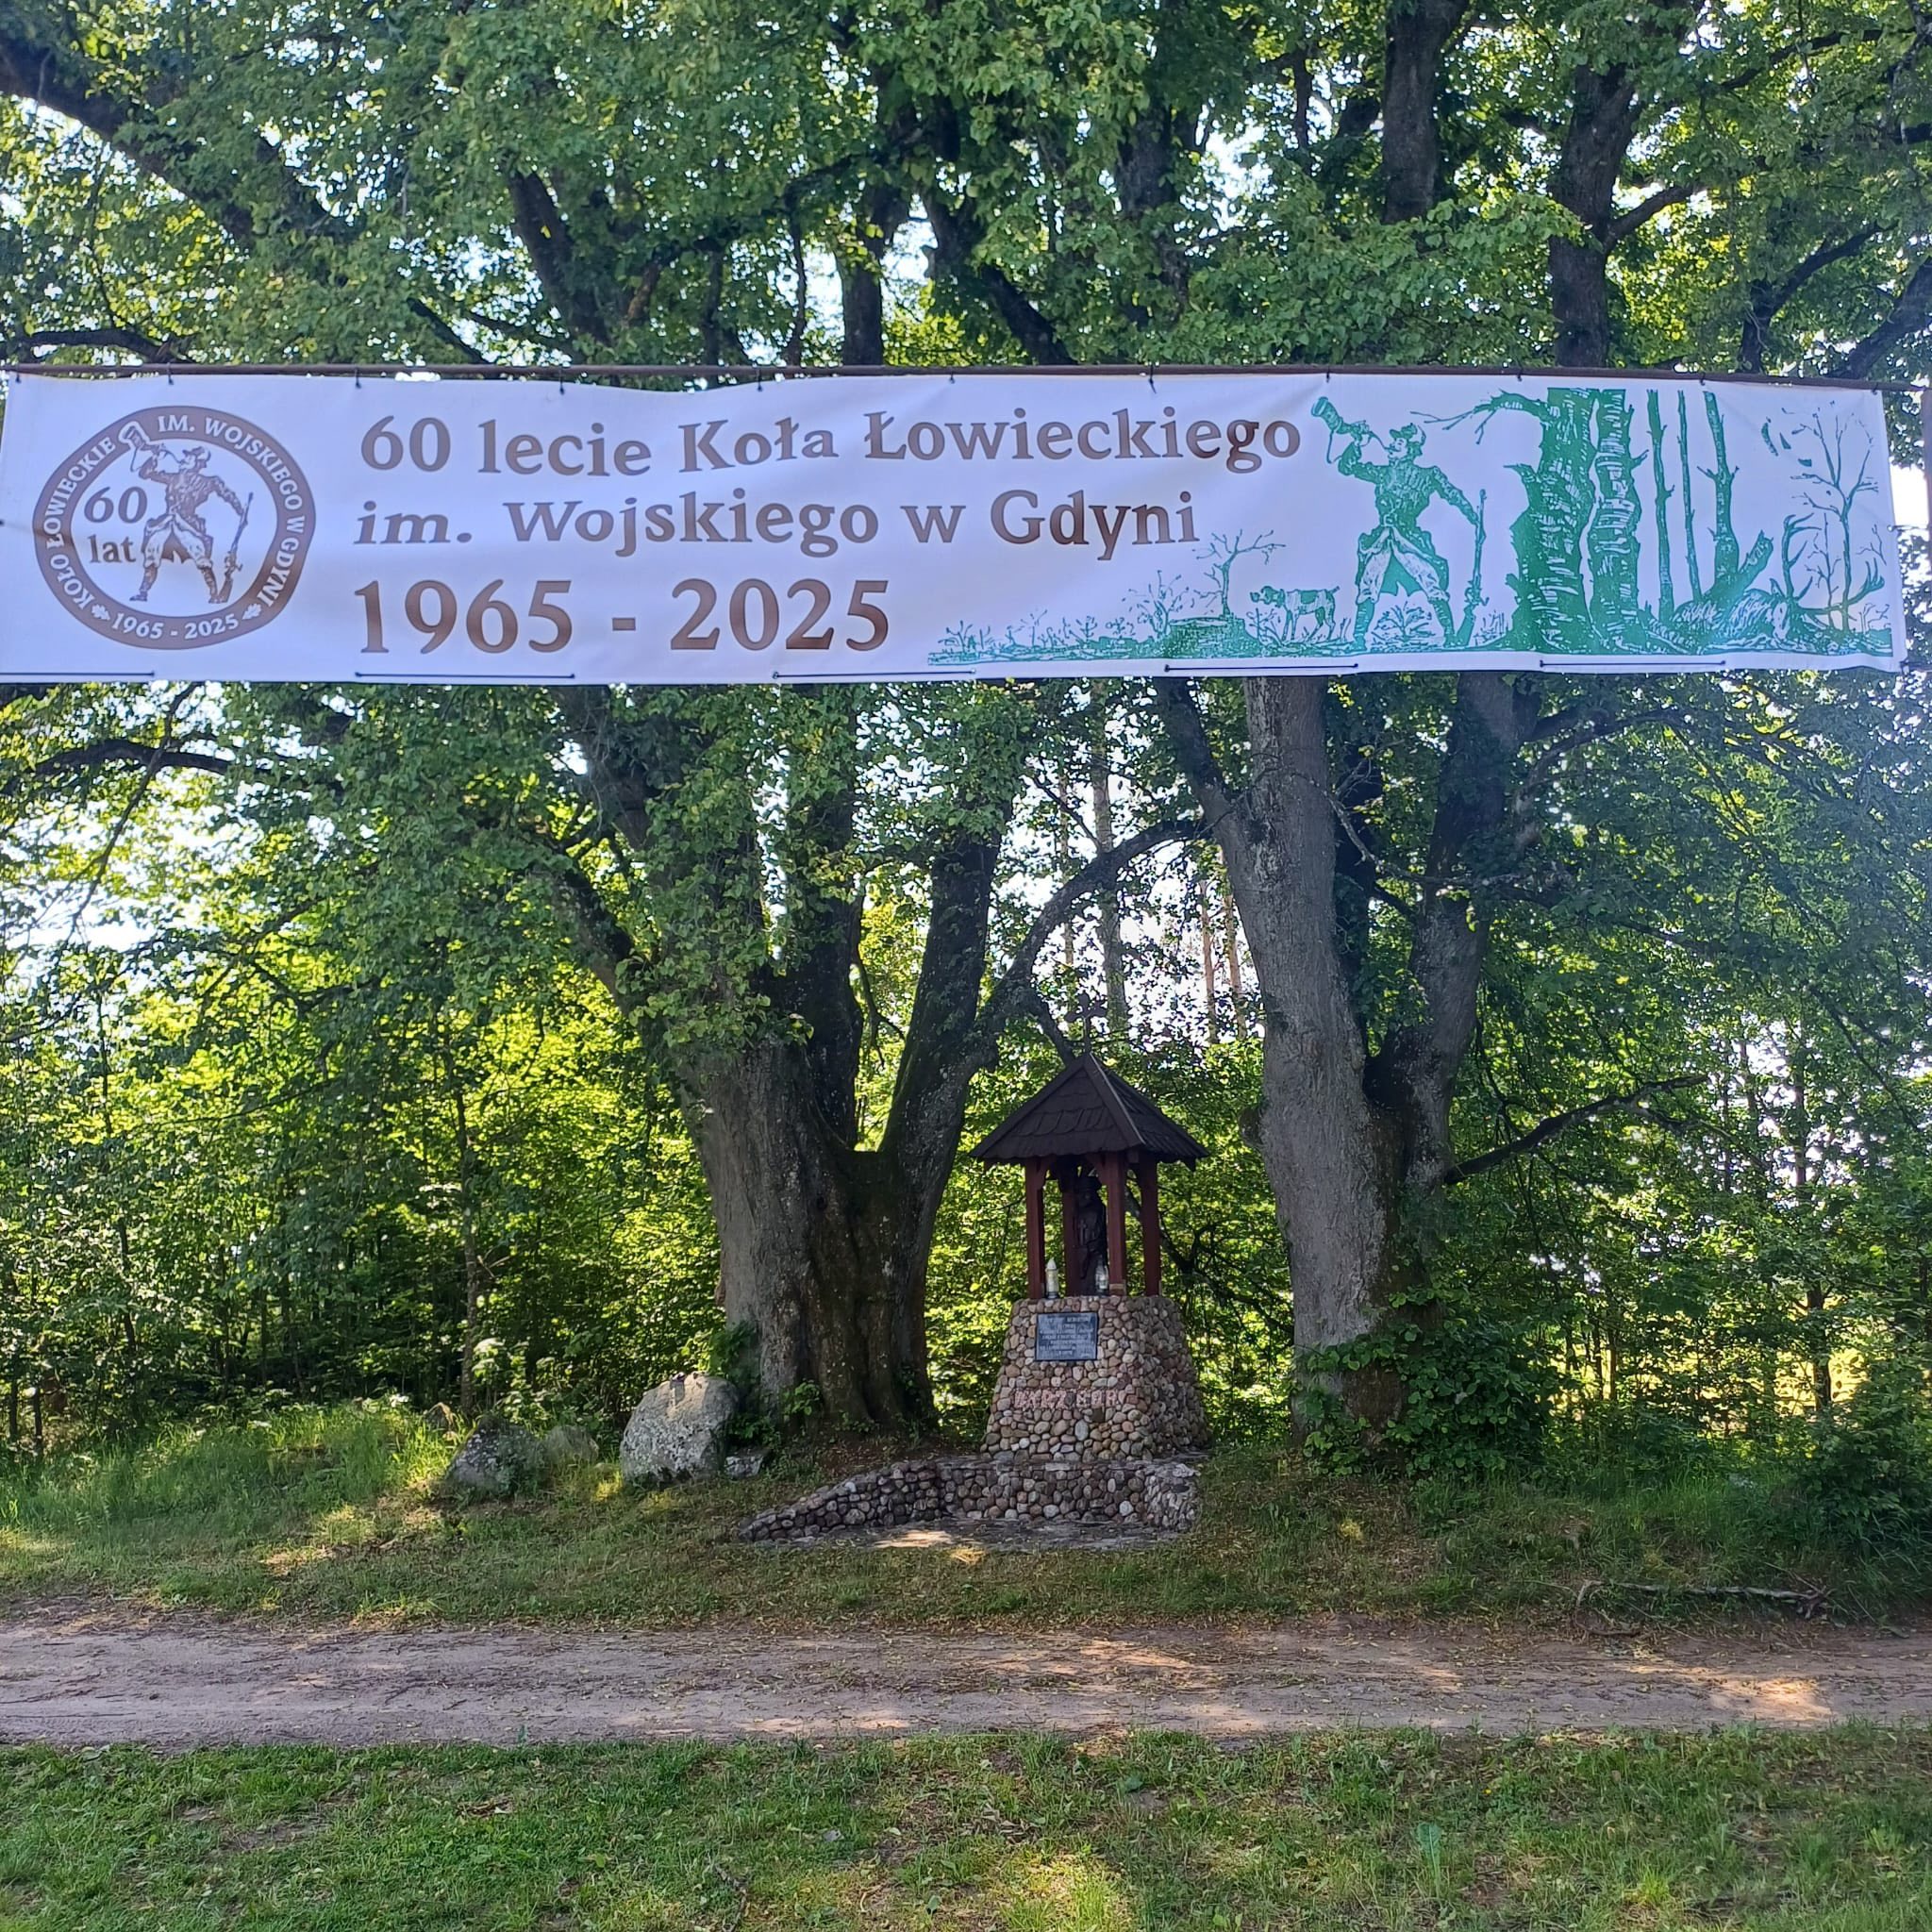 KOŁO ŁOWIECKIE IM. WOJSKIEGO W GDYNI
60
lat
1965 - 2025
60 lecie Koła Łowieckiego
im. Wojskiego w Gdyni
1965 - 2025